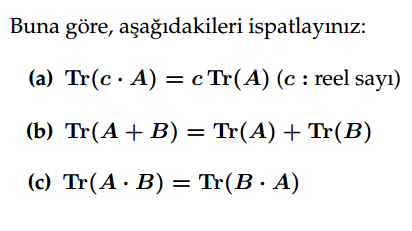 Buna göre, aşağıdakileri ispatlayınız:
(a) Tr(c · A) = c Tr(A) (c : reel sayı)
(b) Tr(A + B) = Tr(A) + Tr(B)
(c) Tr(A · B) = Tr(B · A)